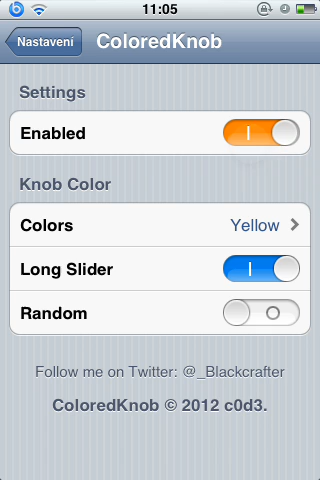 11:05
Nastavení
ColoredKnob
Settings
Enabled
Knob Color
Colors Yellow
Long Slider
Random
Follow me on Twitter: @_Blackcrafter
ColoredKnob © 2012 c0d3.